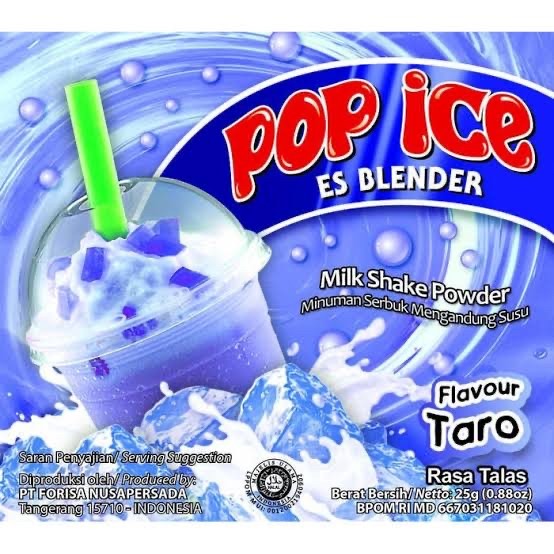 POP ICE
ES BLENDER
Milk Shake Powder
Minuman Serbuk Mengandung Susu
Flavour
Taro
Rasa Talas
Berat Bersih/ Netto: 25g (0.88oz)
BPOM RI MD 667031181020
Saran Penyajian/ Serving Suggestion
Diproduksi oleh/ Produced by:
PT FORISA NUSAPERSADA
Tangerang 15710 - INDONESIA
HALAL